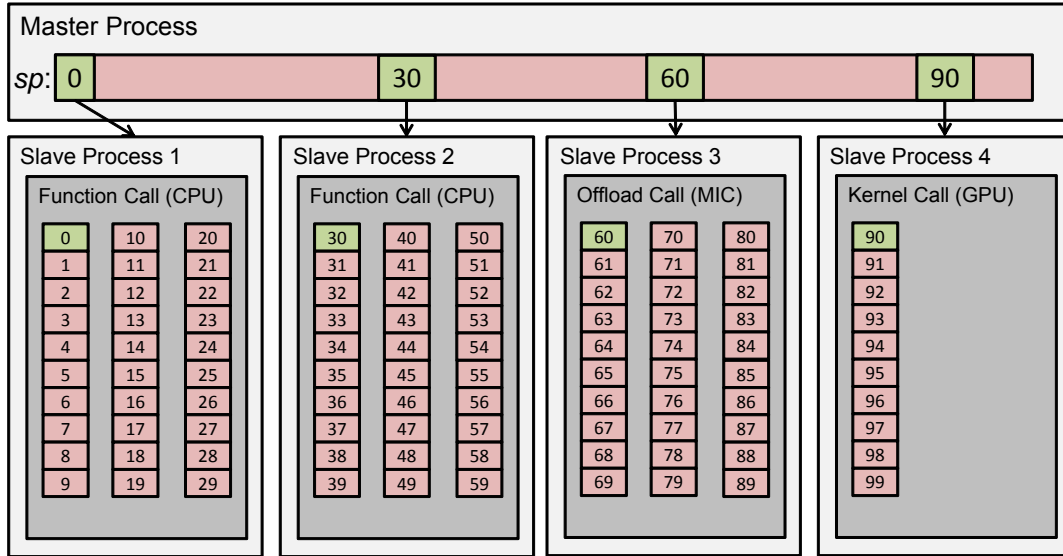 Master Process
sp: 0 30 60 90
Slave Process 1
Function Call (CPU)
0 10 20
1 11 21
2 12 22
3 13 23
4 14 24
5 15 25
6 16 26
7 17 27
8 18 28
9 19 29
Slave Process 2
Function Call (CPU)
30 40 50
31 41 51
32 42 52
33 43 53
34 44 54
35 45 55
36 46 56
37 47 57
38 48 58
39 49 59
Slave Process 3
Offload Call (MIC)
60 70 80
61 71 81
62 72 82
63 73 83
64 74 84
65 75 85
66 76 86
67 77 87
68 78 88
69 79 89
Slave Process 4
Kernel Call (GPU)
90
91
92
93
94
95
96
97
98
99